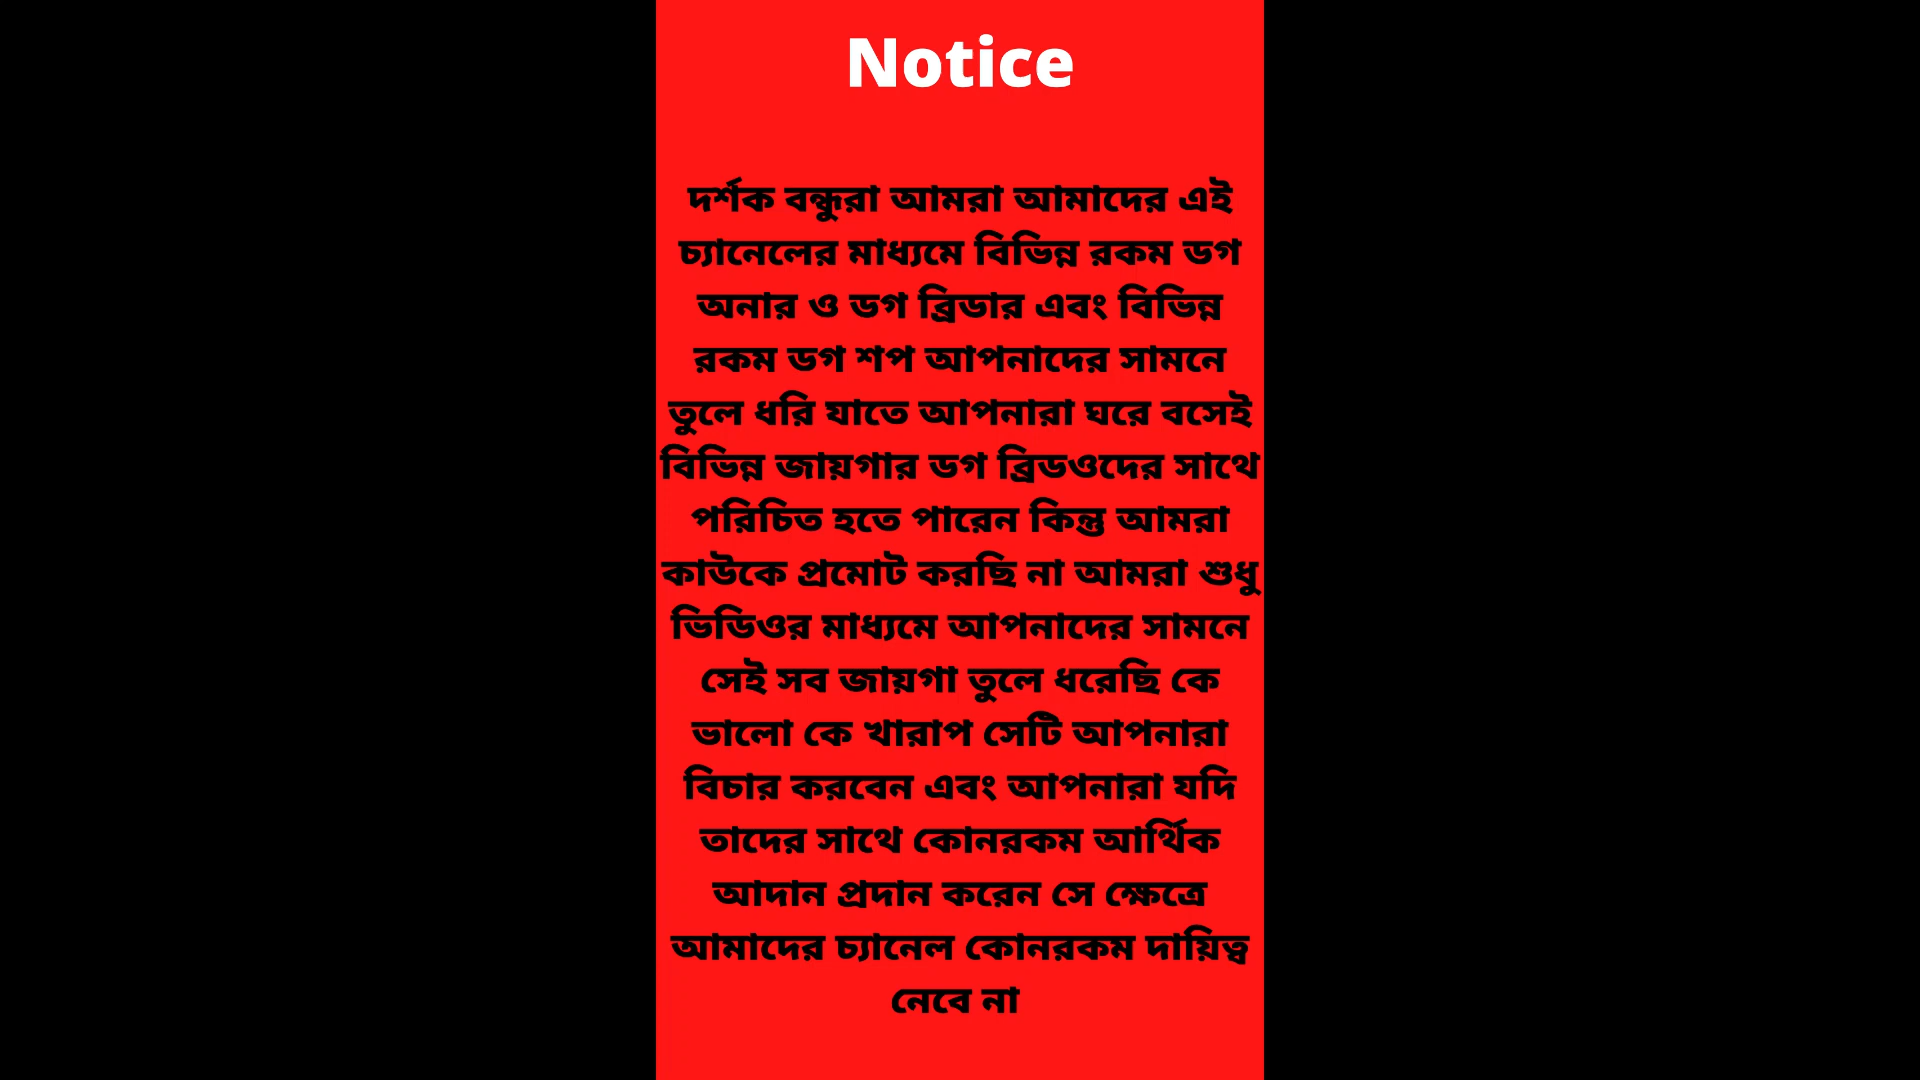 Notice
দর্শক বন্ধুরা আমরা আমাদের এই
চ্যানেলের মাধ্যমে বিভিন্ন রকম ডগ
অনার ও ডগ ব্রিডার এবং বিভিন্ন
রকম ডগ শপ আপনাদের সামনে
তুলে ধরি যাতে আপনারা ঘরে বসেই
বিভিন্ন জায়গার ডগ ব্রিডওদের সাথে
পরিচিত হতে পারেন কিন্তু আমরা
কাউকে প্রমোট করছি না আমরা শুধু
ভিডিওর মাধ্যমে আপনাদের সামনে
সেই সব জায়গা তুলে ধরেছি কে
ভালো কে খারাপ সেটি আপনারা
বিচার করবেন এবং আপনারা যদি
তাদের সাথে কোনরকম আর্থিক
আদান প্রদান করেন সে ক্ষেত্রে
আমাদের চ্যানেল কোনরকম দায়িত্ব
নেবে না